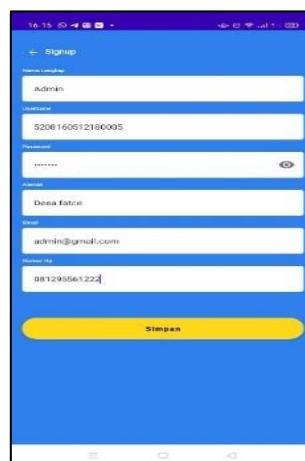 16.15
← Signup
Nama Lengkap
Admin
Username
5208160512180005
Password
.......
Alamat
Desa fatce
Email
admin@gmail.com
Nomor Hp
081295561222
Simpan